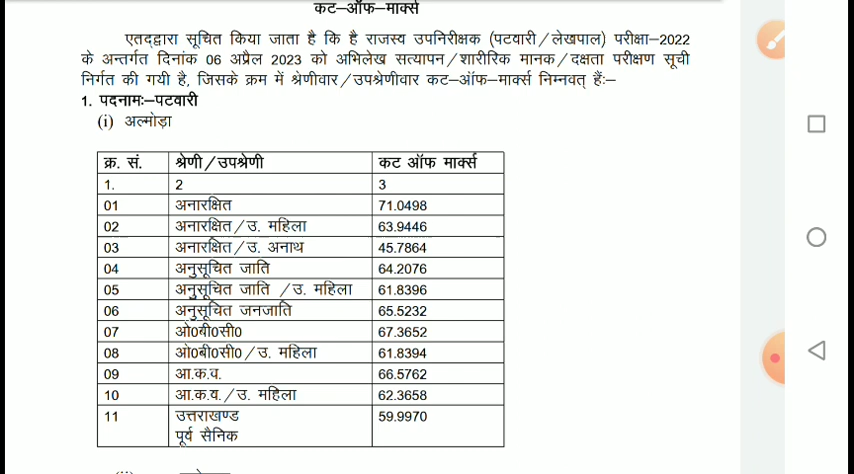 कट–ऑफ–मार्क्स
एतद्द्वारा सूचित किया जाता है कि है राजस्व उपनिरीक्षक (पटवारी/लेखपाल) परीक्षा–2022
के अन्तर्गत दिनांक 06 अप्रैल 2023 को अभिलेख सत्यापन/शारीरिक मानक/दक्षता परीक्षण सूची
निर्गत की गयी है, जिसके क्रम में श्रेणीवार/उपश्रेणीवार कट–ऑफ–मार्क्स निम्नवत् हैं:–
1. पदनामः–पटवारी
(i) अल्मोड़ा
क्र. सं. श्रेणी/उपश्रेणी कट ऑफ मार्क्स
1. 2 3
01 अनारक्षित 71.0498
02 अनारक्षित/उ. महिला 63.9446
03 अनारक्षित/उ. अनाथ 45.7864
04 अनुसूचित जाति 64.2076
05 अनुसूचित जाति /उ. महिला 61.8396
06 अनुसूचित जनजाति 65.5232
07 ओ0बी0सी0 67.3652
08 ओ0बी0सी0/उ. महिला 61.8394
09 आ.क.व. 66.5762
10 आ.क.व./उ. महिला 62.3658
11 उत्तराखण्ड 59.9970
पूर्व सैनिक